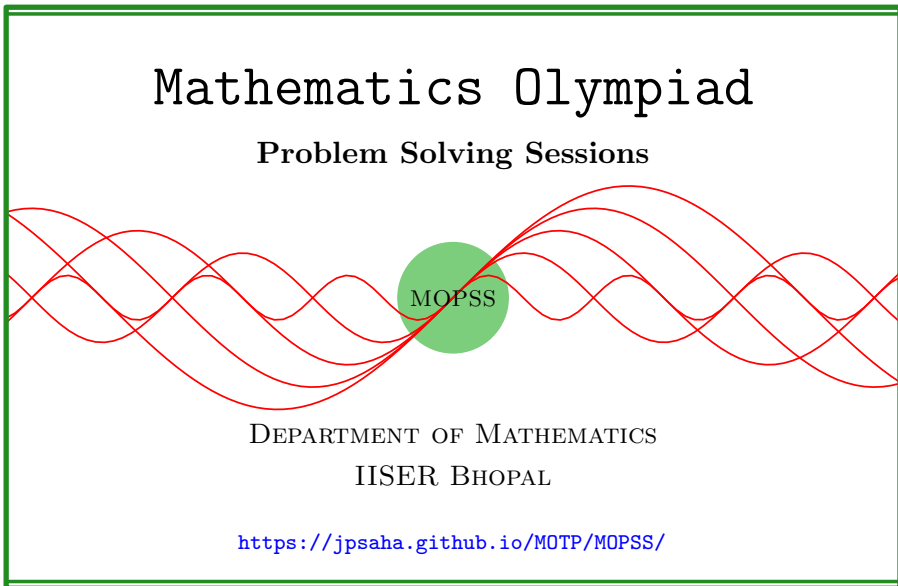 Mathematics Olympiad
Problem Solving Sessions
MOPSS
Department of Mathematics
IISER Bhopal
https://jpsaha.github.io/MOTP/MOPSS/